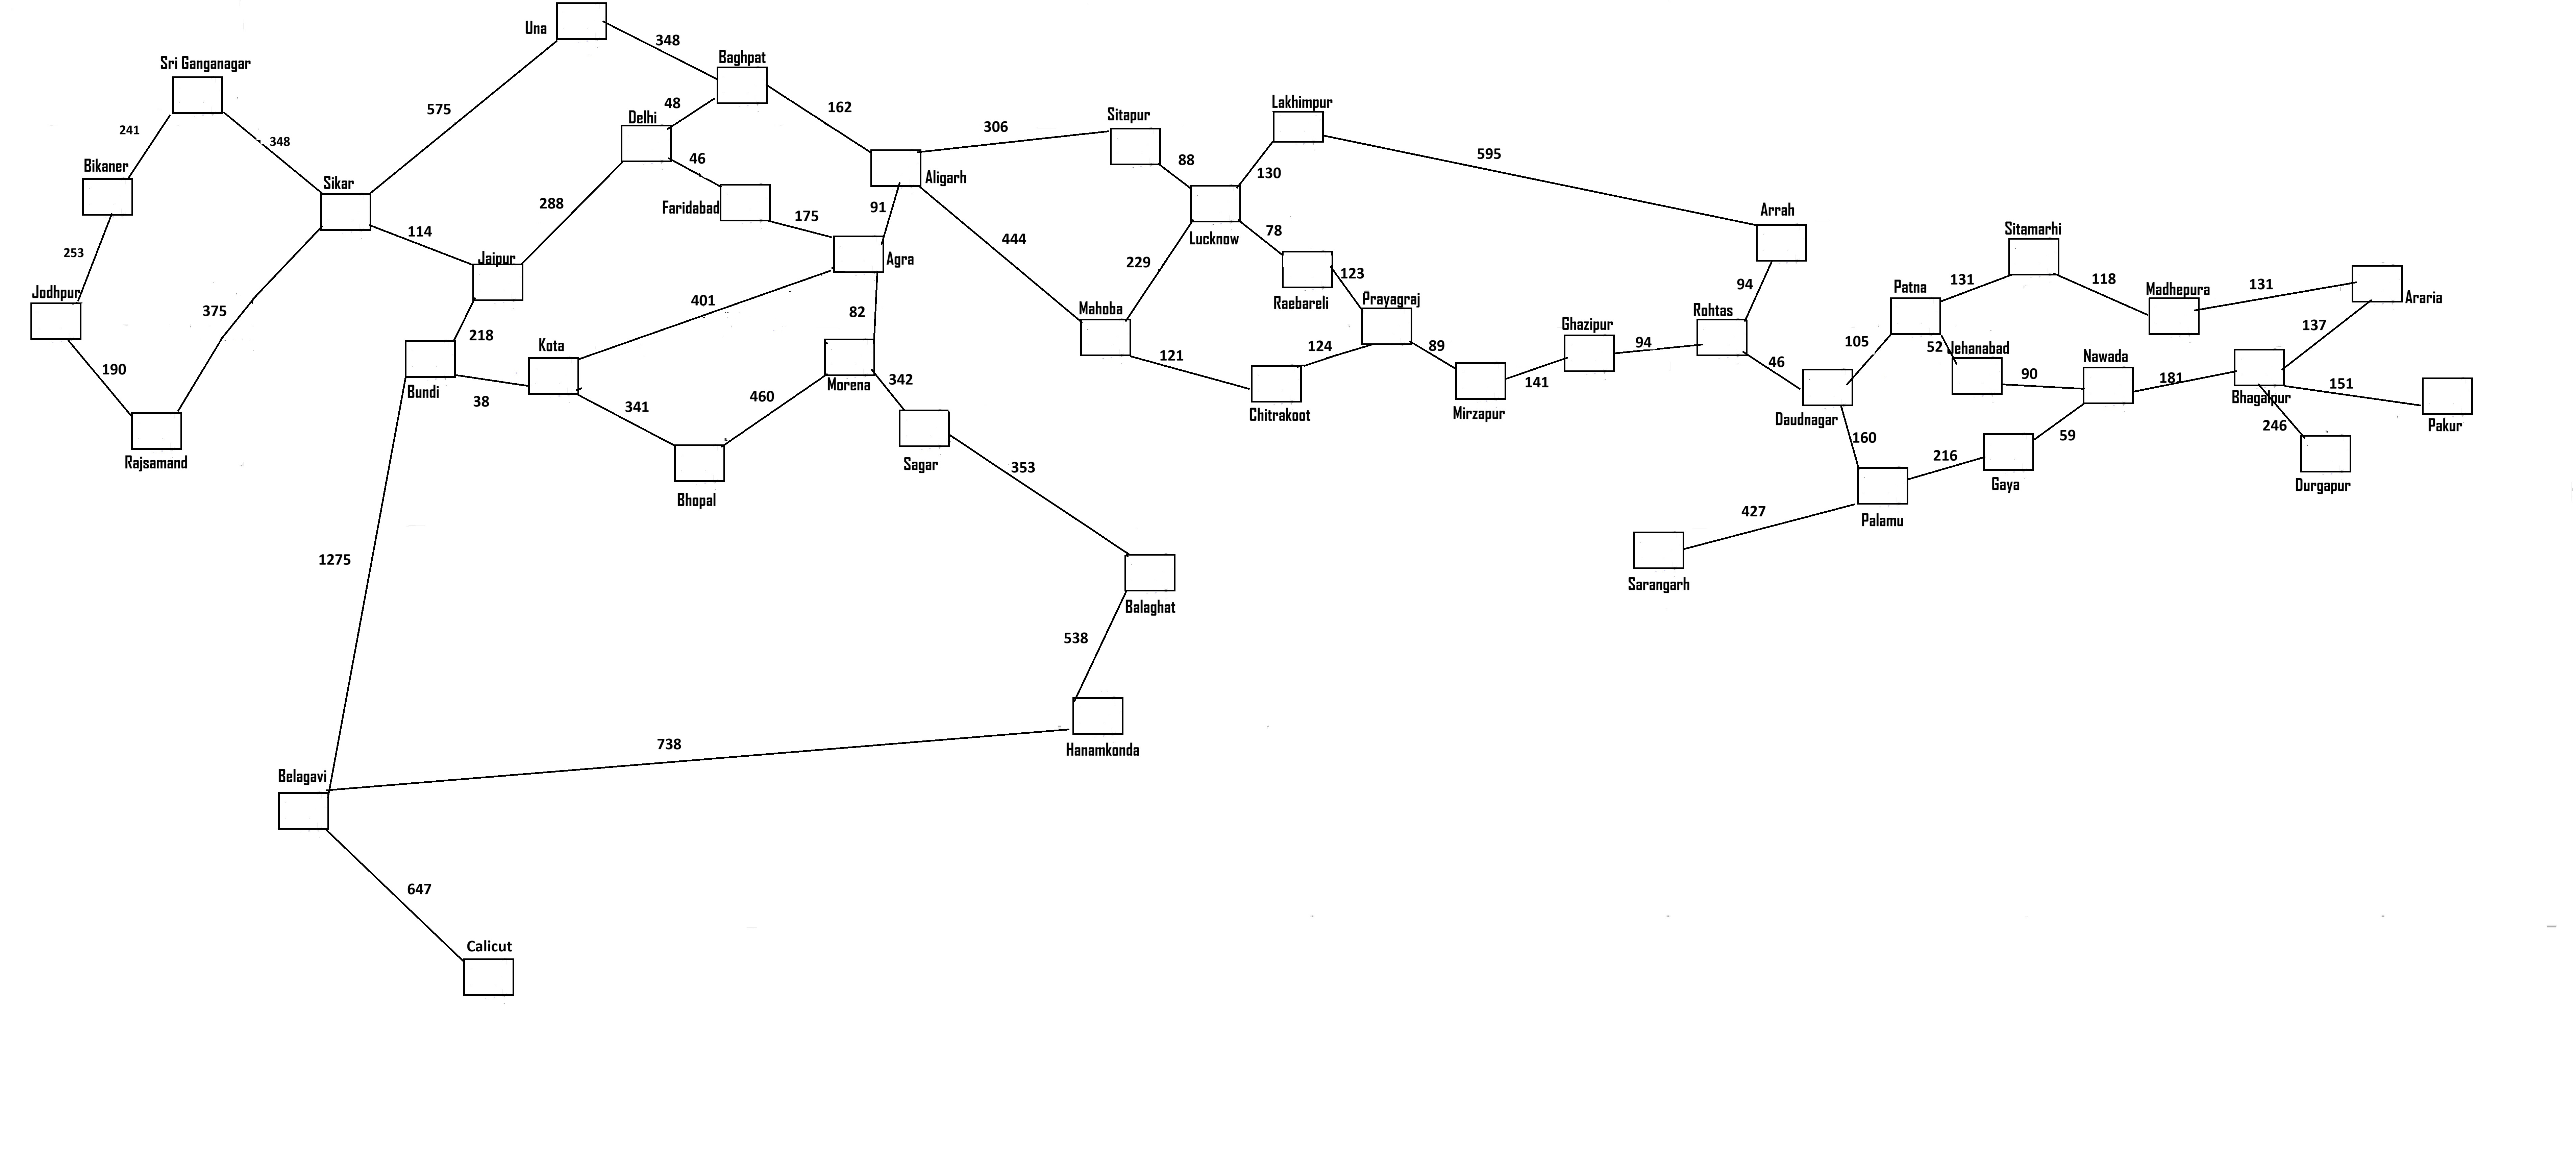 Una
348
Baghpat
Sri Ganganagar
575
48
162
Delhi
Lakhimpur
Sitapur
306
241
348
46
88
595
Bikaner
130
Aligarh
Sikar
288
Faridabad
175
91
Arrah
114
78
Lucknow
444
Sitamarhi
253
Jaipur
Agra
229
123
131
118
131
Jodhpur
401
94
Patna
Madhepura
Araria
375
82
Mahoba
Raebareli
Prayagraj
Rohtas
218
Ghazipur
137
Kota
124
89
94
105
52
Jehanabad
190
121
46
Nawada
342
141
90
181
151
Bundi
38
341
460
Morena
Chitrakoot
Mirzapur
Daudnagar
Bhagalpur
Pakur
246
160
59
Rajsamand
Sagar
353
216
Gaya
Durgapur
Bhopal
427
Palamu
1275
Sarangarh
Balaghat
538
738
Hanamkonda
Belagavi
647
Calicut